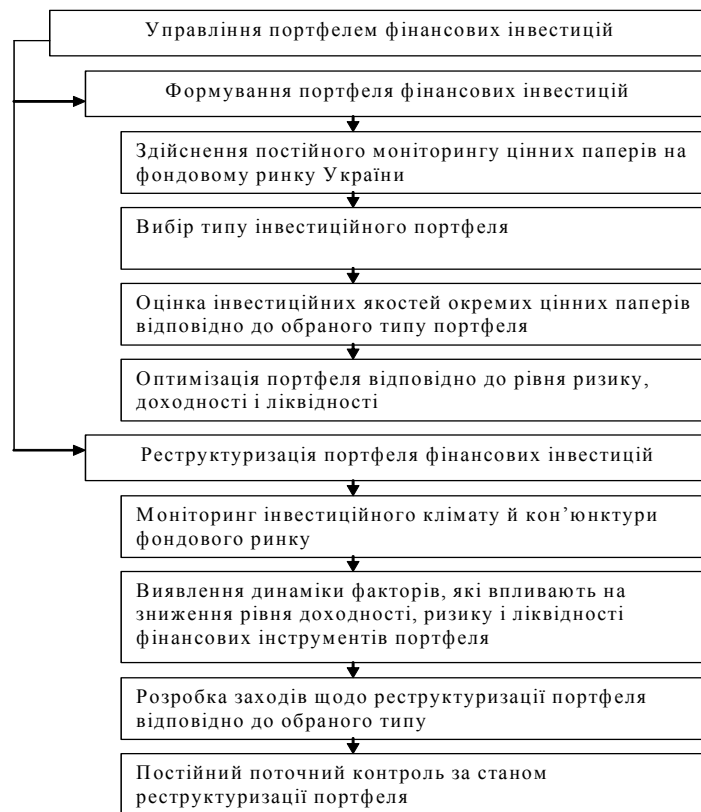 Управління портфелем фінансових інвестицій
Формування портфеля фінансових інвестицій
Здійснення постійного моніторингу цінних паперів на
фондовому ринку України
Вибір типу інвестиційного портфеля
Оцінка інвестиційних якостей окремих цінних паперів
відповідно до обраного типу портфеля
Оптимізація портфеля відповідно до рівня ризику,
доходності і ліквідності
Реструктуризація портфеля фінансових інвестицій
Моніторинг інвестиційного клімату й кон’юнктури
фондового ринку
Виявлення динаміки факторів, які впливають на
зниження рівня доходності, ризику і ліквідності
фінансових інструментів портфеля
Розробка заходів щодо реструктуризації портфеля
відповідно до обраного типу
Постійний поточний контроль за станом
реструктуризації портфеля